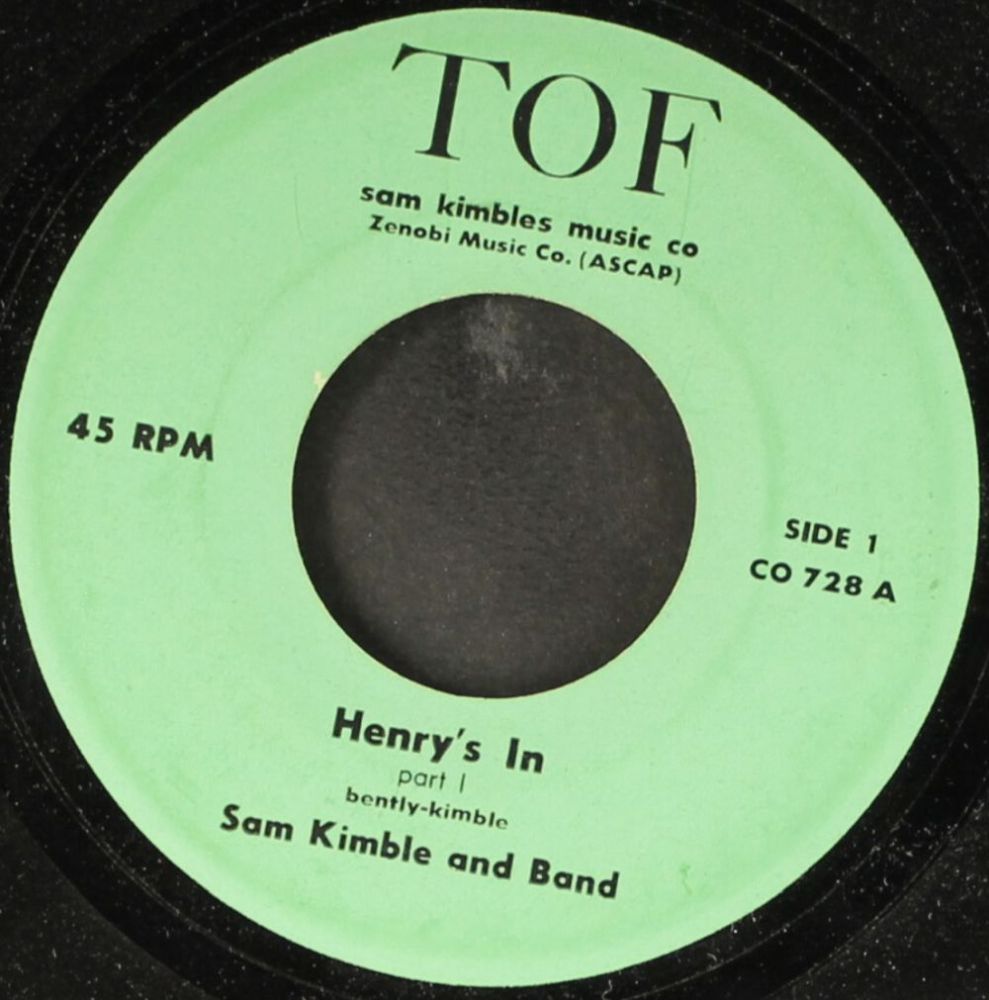 TOF
sam kimbles music co
Zenobi Music Co. (ASCAP)
45 RPM
SIDE 1
CO 728 A
Henry's In
part I
bently-kimble
Sam Kimble and Band